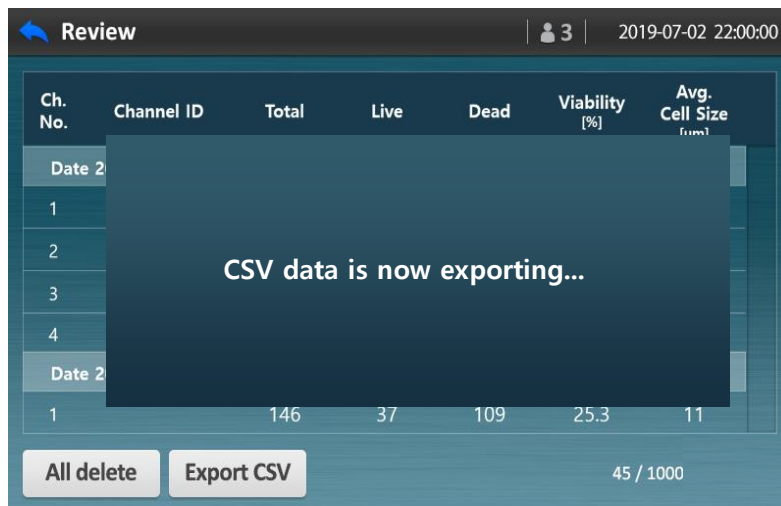 Review 3 2019-07-02 22:00:00
Ch. No. Channel ID Total Live Dead Viability [%] Avg. Cell Size [um]
Date 2
1
2
CSV data is now exporting...
3
4
Date 2
1 146 37 109 25.3 11
All delete Export CSV 45 / 1000